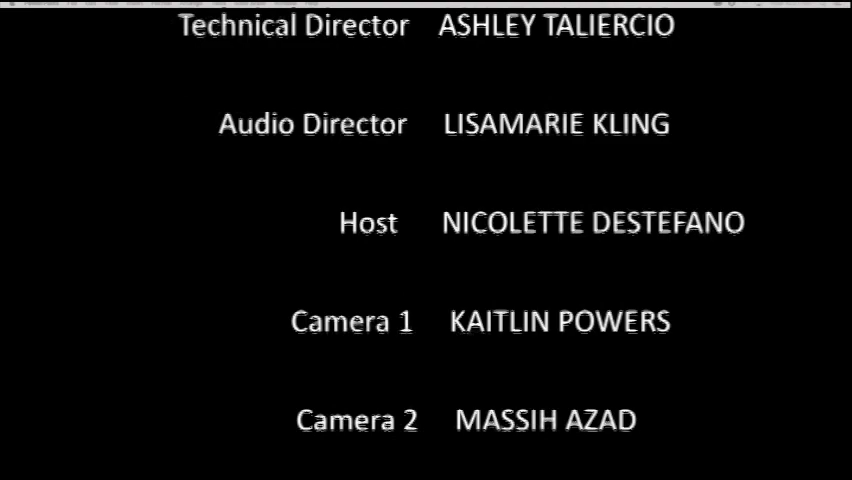 Technical Director ASHLEY TALIERCIO
Audio Director LISAMARIE KLING
Host NICOLETTE DESTEFANO
Camera 1 KAITLIN POWERS
Camera 2 MASSIH AZAD